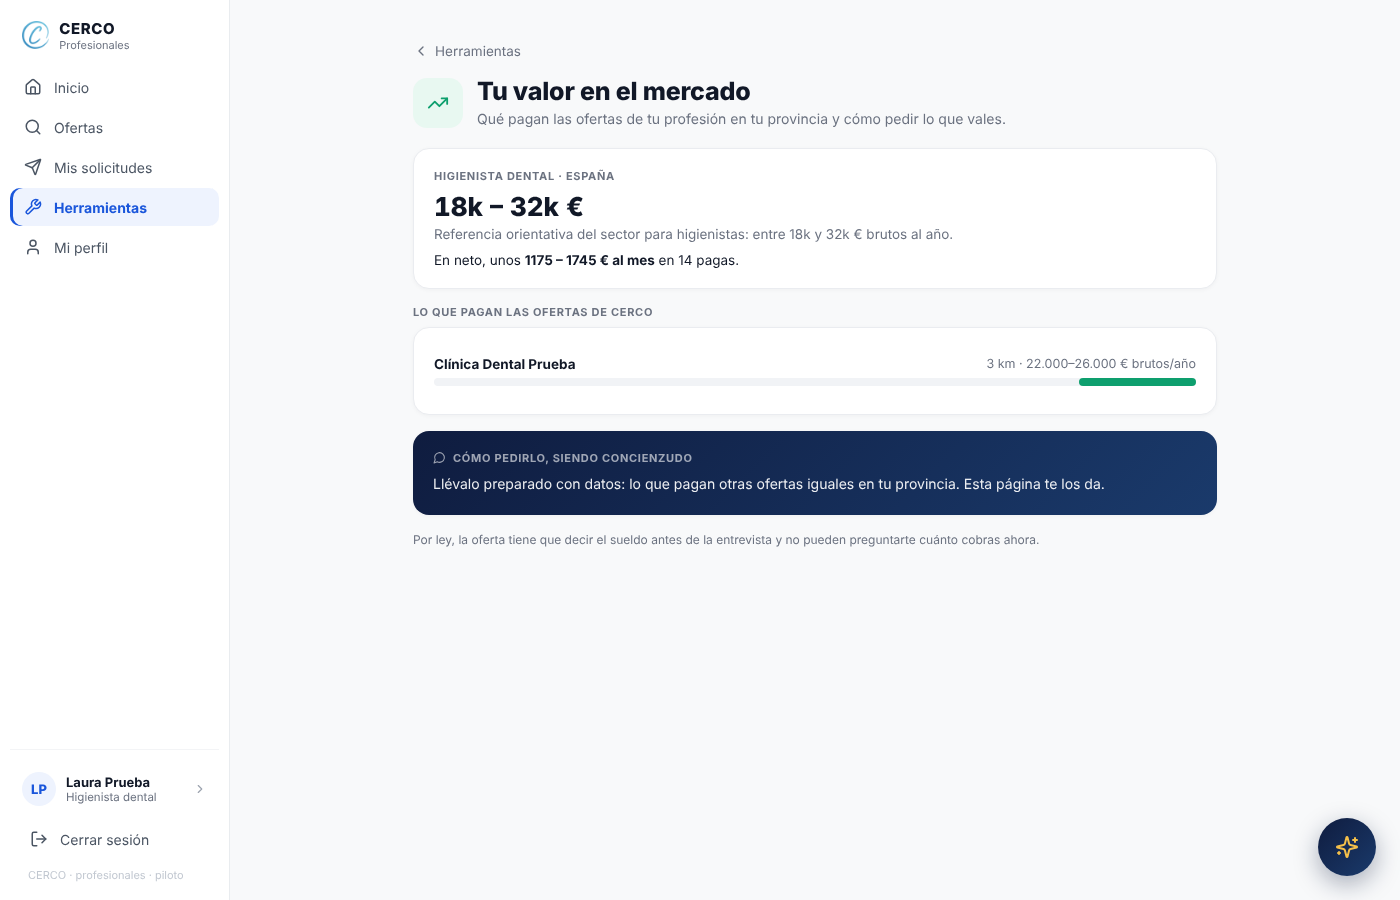 CERCO
Profesionales
Inicio
Ofertas
Mis solicitudes
Herramientas
Mi perfil
Herramientas
Tu valor en el mercado
Qué pagan las ofertas de tu profesión en tu provincia y cómo pedir lo que vales.
HIGIENISTA DENTAL · ESPAÑA
18k – 32k €
Referencia orientativa del sector para higienistas: entre 18k y 32k € brutos al año.
En neto, unos 1175 – 1745 € al mes en 14 pagas.
LO QUE PAGAN LAS OFERTAS DE CERCO
Clínica Dental Prueba
3 km · 22.000–26.000 € brutos/año
CÓMO PEDIRLO, SIENDO CONCIENZUDO
Llévalo preparado con datos: lo que pagan otras ofertas iguales en tu provincia. Esta página te los da.
Por ley, la oferta tiene que decir el sueldo antes de la entrevista y no pueden preguntarte cuánto cobras ahora.
LP
Laura Prueba
Higienista dental
Cerrar sesión
CERCO · profesionales · piloto